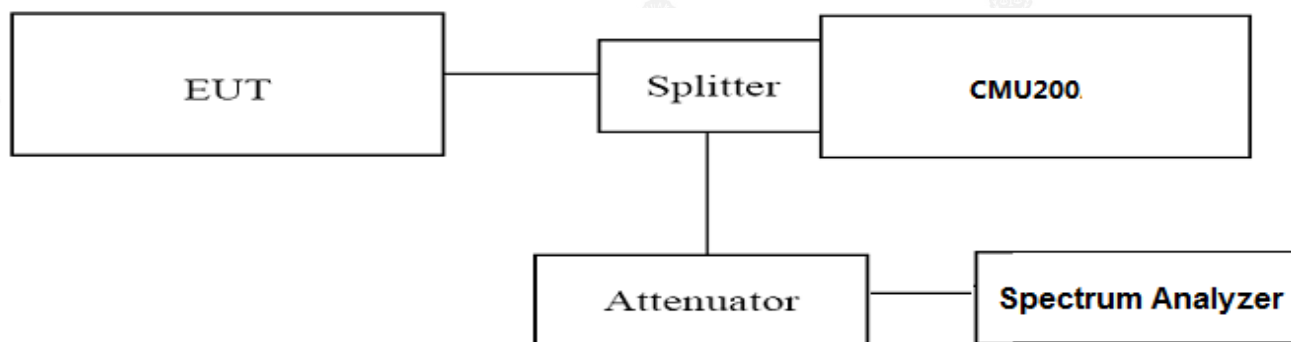 EUT
Splitter
CMU200
Attenuator
Spectrum Analyzer